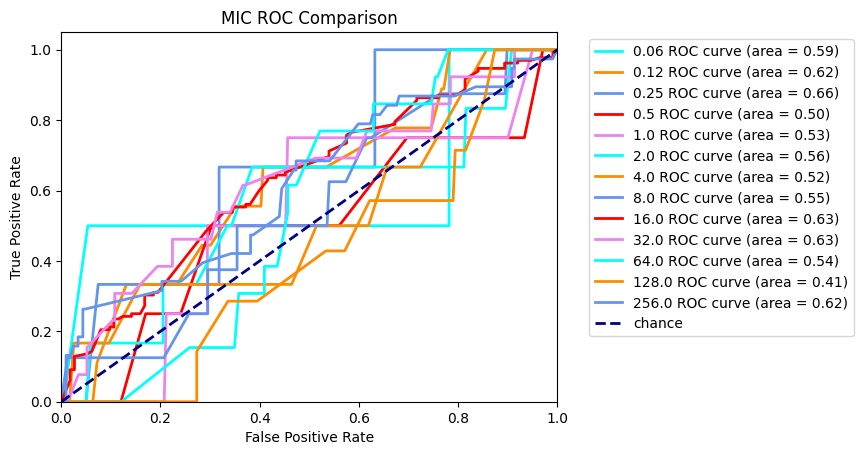 MIC ROC Comparison
True Positive Rate
1.0
0.8
0.6
0.4
0.2
0.0
0.0 0.2 0.4 0.6 0.8 1.0
False Positive Rate
0.06 ROC curve (area = 0.59)
0.12 ROC curve (area = 0.62)
0.25 ROC curve (area = 0.66)
0.5 ROC curve (area = 0.50)
1.0 ROC curve (area = 0.53)
2.0 ROC curve (area = 0.56)
4.0 ROC curve (area = 0.52)
8.0 ROC curve (area = 0.55)
16.0 ROC curve (area = 0.63)
32.0 ROC curve (area = 0.63)
64.0 ROC curve (area = 0.54)
128.0 ROC curve (area = 0.41)
256.0 ROC curve (area = 0.62)
chance